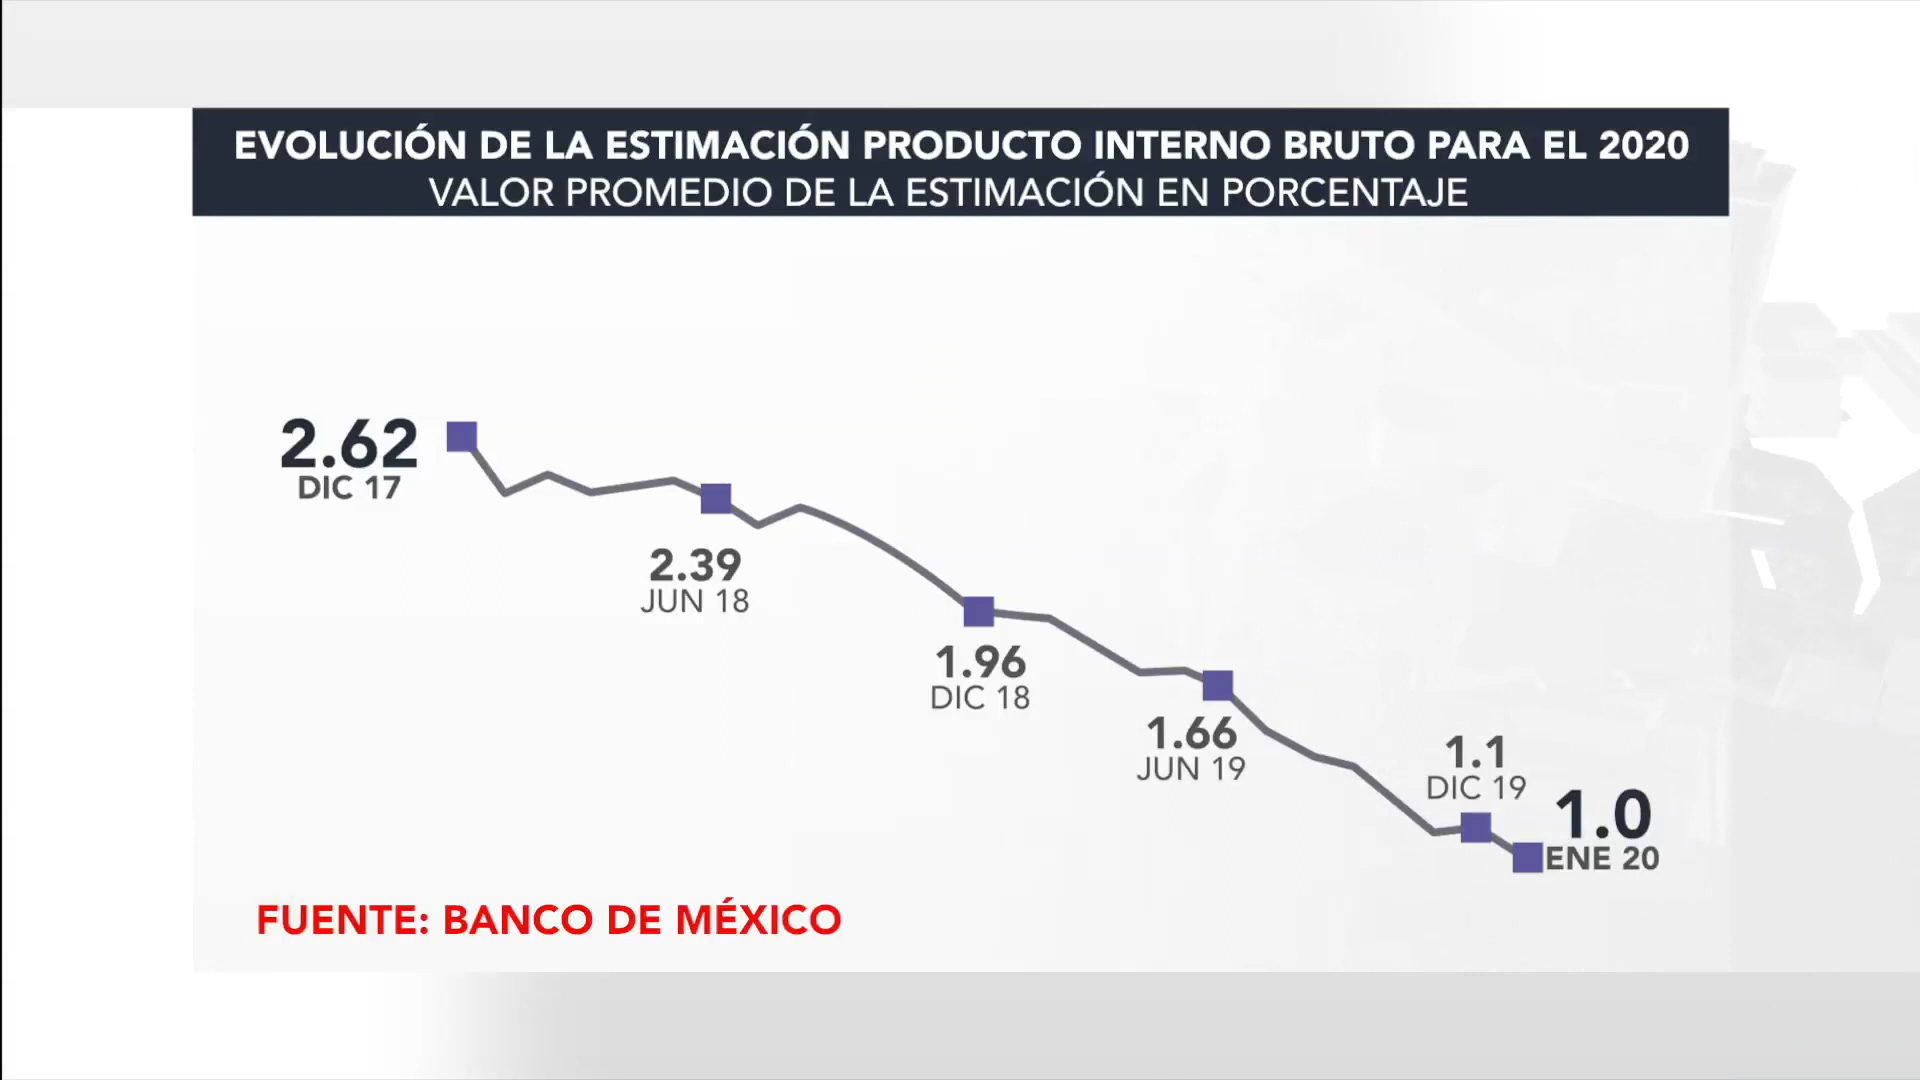 EVOLUCIÓN DE LA ESTIMACIÓN PRODUCTO INTERNO BRUTO PARA EL 2020
VALOR PROMEDIO DE LA ESTIMACIÓN EN PORCENTAJE
2.62
DIC 17
2.39
JUN 18
1.96
DIC 18
1.66
JUN 19
1.1
DIC 19
1.0
ENE 20
FUENTE: BANCO DE MÉXICO